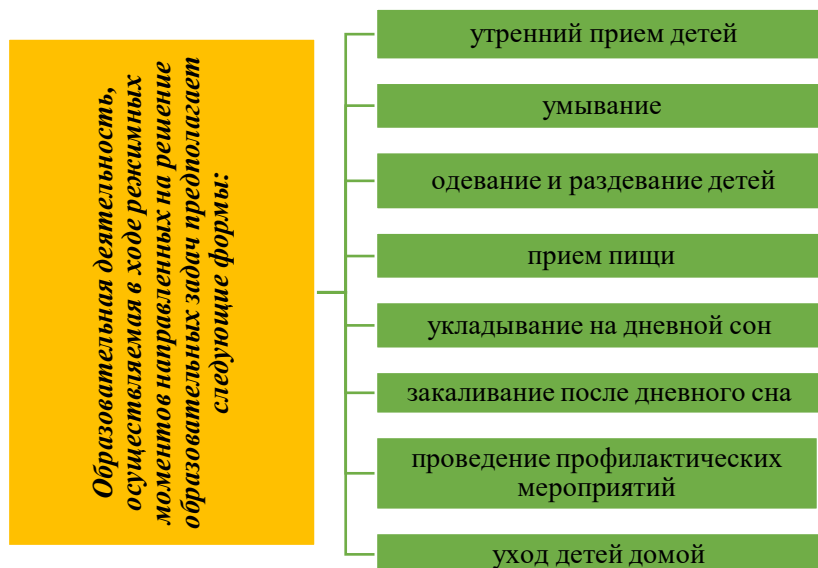 Образовательная деятельность,
осуществляемая в ходе режимных
моментов направленных на решение
образовательных задач предполагает
следующие формы:
утренний прием детей
умывание
одевание и раздевание детей
прием пищи
укладывание на дневной сон
закаливание после дневного сна
проведение профилактических
мероприятий
уход детей домой